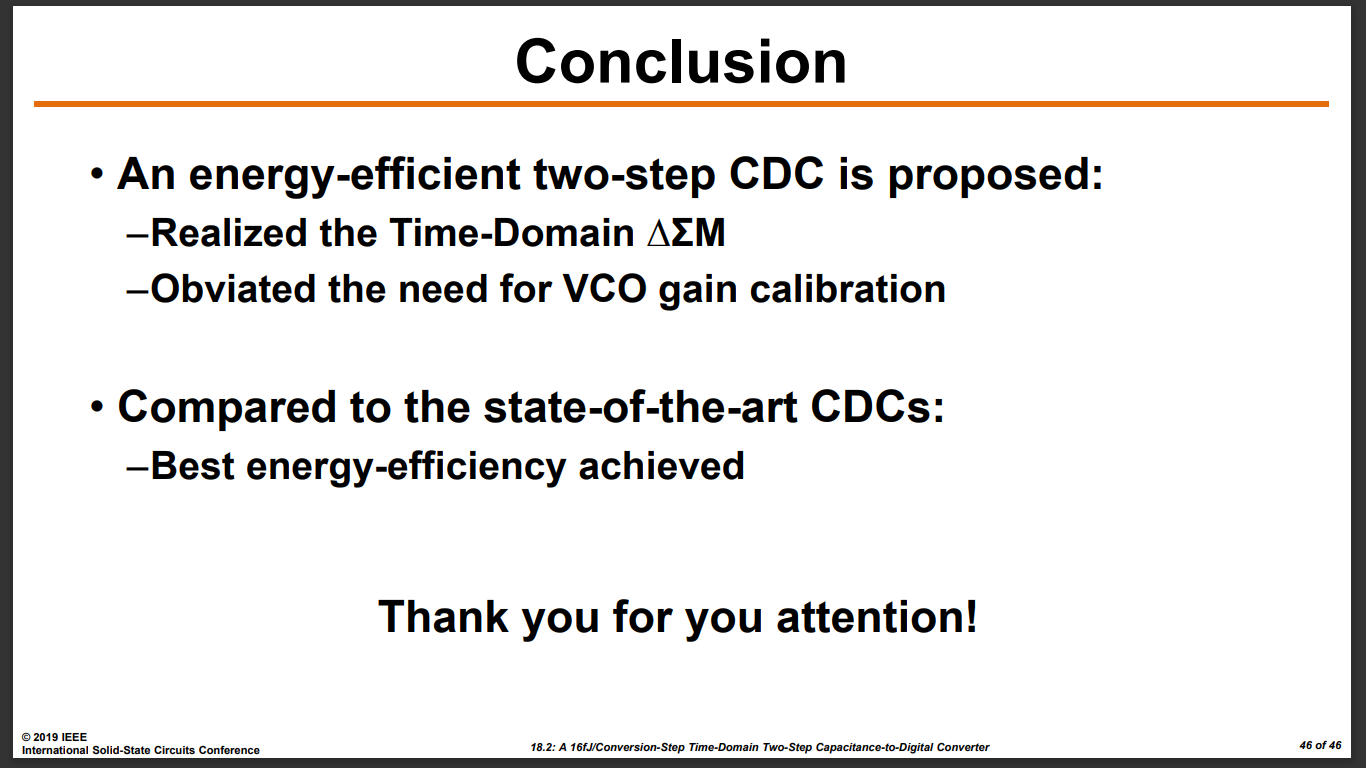 Conclusion
• An energy-efficient two-step CDC is proposed:
–Realized the Time-Domain ΔΣM
–Obviated the need for VCO gain calibration
• Compared to the state-of-the-art CDCs:
–Best energy-efficiency achieved
Thank you for you attention!
© 2019 IEEE
International Solid-State Circuits Conference
18.2: A 16fJ/Conversion-Step Time-Domain Two-Step Capacitance-to-Digital Converter
46 of 46